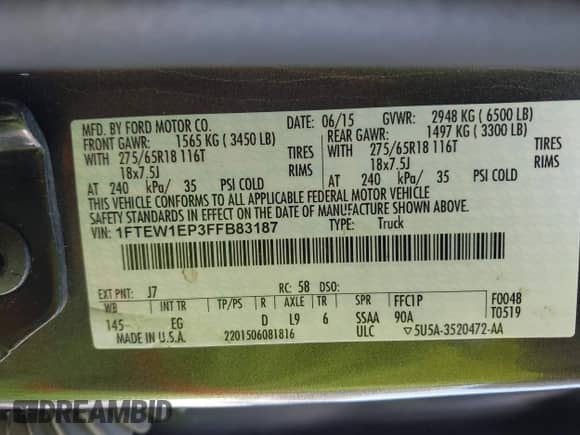 MFD. BY FORD MOTOR CO. DATE: 06/15 GVWR: 2948 KG ( 6500 LB)
FRONT GAWR: 1565 KG ( 3450 LB) REAR GAWR: 1497 KG ( 3300 LB)
WITH 275/65R18 116T TIRES WITH 275/65R18 116T TIRES
18x7.5J RIMS 18x7.5J RIMS
AT 240 kPa/ 35 PSI COLD AT 240 kPa/ 35 PSI COLD
THIS VEHICLE CONFORMS TO ALL APPLICABLE FEDERAL MOTOR VEHICLE
SAFETY STANDARDS IN EFFECT ON THE DATE OF MANUFACTURE SHOWN ABOVE.
VIN: 1FTEW1EP3FFB83187 TYPE: Truck
EXT PNT: J7 RC: 58 DSO:
WB INT TR TP/PS R AXLE TR SPR FFC1P F0048
T0519
145 EG D L9 6 SSAA 90A
MADE IN U.S.A. 2201506081816 ULC ▽5U5A-3520472-AA
DREAMBID